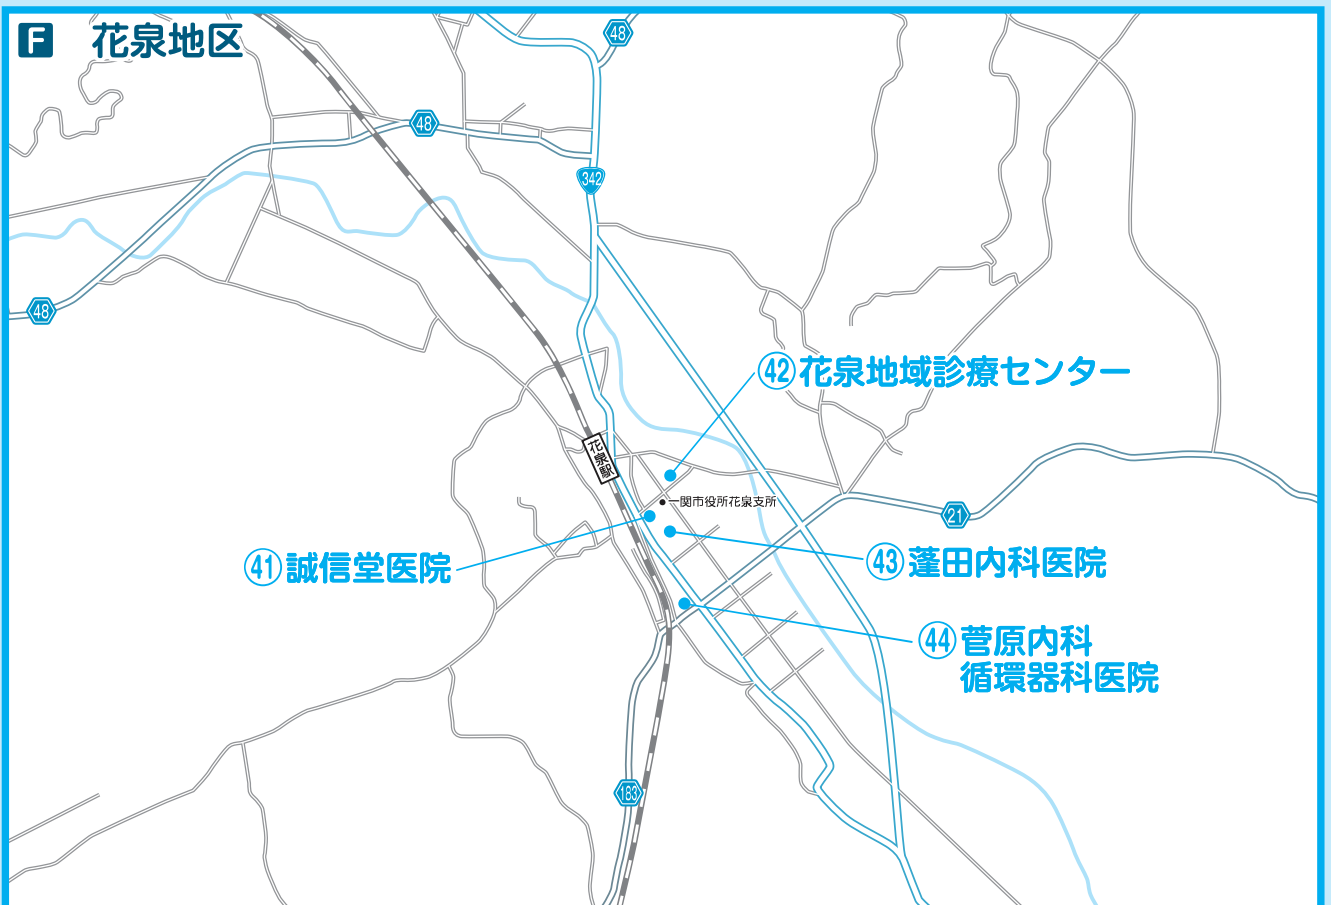 F 花泉地区
48
48
342
48
㊷花泉地域診療センター
花泉駅
一関市役所花泉支所
21
㊶誠信堂医院
㊸蓬田内科医院
㊹菅原内科
循環器科医院
183